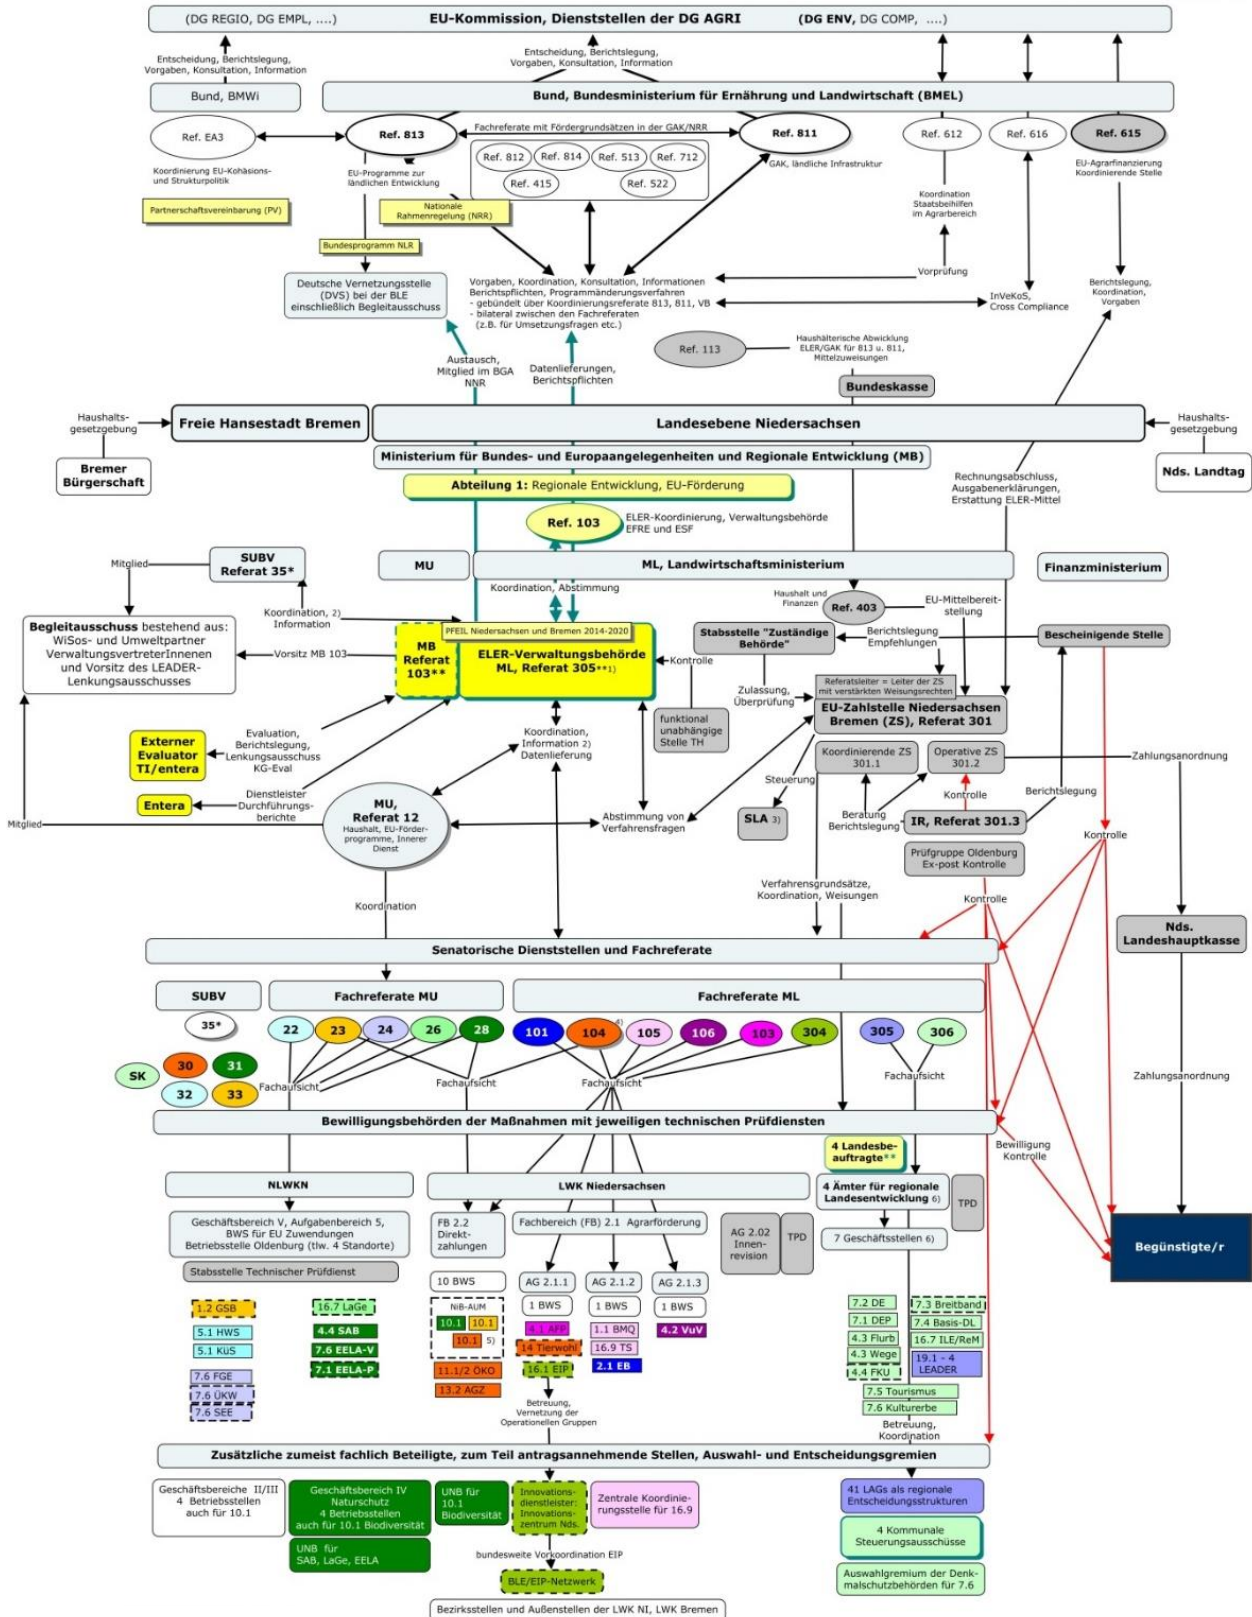 (DG REGIO, DG EMPL, ....)
EU-Kommission, Dienststellen der DG AGRI
(DG ENV, DG COMP, ....)
Entscheidung, Berichtslegung,
Vorgaben, Konsultation, Information
Entscheidung, Berichtslegung,
Vorgaben, Konsultation, Information
Bund, BMWi
Bund, Bundesministerium für Ernährung und Landwirtschaft (BMEL)
Ref. EA3
Ref. 813
Fachreferate mit Fördergrundsätzen in der GAK/NRR
Ref. 811
Ref. 612
Ref. 616
Ref. 615
Ref. 812
Ref. 814
Ref. 513
Ref. 712
Ref. 415
Ref. 522
Koordinierung EU-Kohäsions-
und Strukturpolitik
EU-Programme zur
ländlichen Entwicklung
GAK, ländliche Infrastruktur
EU-Agrarfinanzierung
Koordinierende Stelle
Koordination
Staatsbeihilfen
im Agrarbereich
Partnerschaftsvereinbarung (PV)
Nationale
Rahmenregelung (NRR)
Bundesprogramm NLR
Deutsche Vernetzungsstelle
(DVS) bei der BLE
einschließlich Begleitausschuss
Vorgaben, Koordination, Konsultation, Informationen
Berichtspflichten, Programmänderungsverfahren
- gebündelt über Koordinierungsreferate 813, 811, VB
- bilateral zwischen den Fachreferaten
(z.B. für Umsetzungsfragen etc.)
Vorprüfung
InVeKoS,
Cross Compliance
Berichtslegung,
Koordination,
Vorgaben
Ref. 113
Haushälterische Abwicklung
ELER/GAK für 813 u. 811,
Mittelzuweisungen
Austausch,
Mitglied im BGA
NNR
Datenlieferungen,
Berichtspflichten
Bundeskasse
Haushalts-
gesetzgebung
Freie Hansestadt Bremen
Landesebene Niedersachsen
Haushalts-
gesetzgebung
Bremer
Bürgerschaft
Ministerium für Bundes- und Europaangelegenheiten und Regionale Entwicklung (MB)
Nds. Landtag
Abteilung 1: Regionale Entwicklung, EU-Förderung
Rechnungsabschluss,
Ausgabenerklärungen,
Erstattung ELER-Mittel
Ref. 103
ELER-Koordinierung, Verwaltungsbehörde
EFRE und ESF
Mitglied
SUBV
Referat 35*
MU
ML, Landwirtschaftsministerium
Finanzministerium
Koordination, Abstimmung
Haushalt und
Finanzen
Ref. 403
EU-Mittelbereit-
stellung
Koordination, 2)
Information
Begleitausschuss bestehend aus:
WiSos- und Umweltpartner
VerwaltungsvertreterInnenen
und Vorsitz des LEADER-
Lenkungsausschusses
Vorsitz MB 103
MB
Referat
103**
PFEIL Niedersachsen und Bremen 2014-2020
ELER-Verwaltungsbehörde
ML, Referat 305**1)
Kontrolle
Stabsstelle "Zuständige
Behörde"
Berichtslegung
Empfehlungen
Bescheinigende Stelle
Zulassung,
Überprüfung
Referatsleiter = Leiter der ZS
mit verstärkten Weisungsrechten
EU-Zahlstelle Niedersachsen
Bremen (ZS), Referat 301
funktional
unabhängige
Stelle TH
Externer
Evaluator
TI/entera
Evaluation,
Berichtslegung,
Lenkungsausschuss
KG-Eval
Koordination,
Information 2)
Datenlieferung
Koordinierende ZS
301.1
Operative ZS
301.2
Zahlungsanordnung
Steuerung
Entera
Dienstleister
Durchführungs-
berichte
Kontrolle
Berichtslegung
Mitglied
MU,
Referat 12
Haushalt, EU-Förder-
programme, Innerer
Dienst
Abstimmung von
Verfahrensfragen
SLA 3)
Beratung
Berichtslegung
IR, Referat 301.3
Kontrolle
Prüfgruppe Oldenburg
Ex-post Kontrolle
Koordination
Verfahrensgrundsätze,
Koordination, Weisungen
Kontrolle
Nds.
Landeshauptkasse
Senatorische Dienststellen und Fachreferate
SUBV
Fachreferate MU
Fachreferate ML
35*
22
23
24
26
28
101
104
4)
105
106
103
304
305
306
SK
30
31
32
33
Fachaufsicht
Fachaufsicht
Fachaufsicht
Fachaufsicht
Zahlungsanordnung
Bewilligungsbehörden der Maßnahmen mit jeweiligen technischen Prüfdiensten
Bewilligung
Kontrolle
4 Landesbe-
auftragte**
NLWKN
LWK Niedersachsen
4 Ämter für regionale
Landesentwicklung 6)
TPD
Geschäftsbereich V, Aufgabenbereich 5,
BWS für EU Zuwendungen
Betriebsstelle Oldenburg (tlw. 4 Standorte)
FB 2.2
Direkt-
zahlungen
Fachbereich (FB) 2.1 Agrarförderung
AG 2.02
Innen-
revision
TPD
7 Geschäftsstellen 6)
Begünstigte/r
Stabsstelle Technischer Prüfdienst
10 BWS
AG 2.1.1
AG 2.1.2
AG 2.1.3
1 BWS
1 BWS
1 BWS
1.2 GSB
16.7 LaGe
NiB-AUM
10.1
10.1
10.1
5)
4.1 AFP
1.1 BMQ
4.2 VuV
7.2 DE
7.3 Breitband
5.1 HWS
4.4 SAB
14 Tierwohl
16.9 TS
7.1 DEP
7.4 Basis-DL
5.1 KüS
7.6 EELA-V
4.3 Flurb
16.7 ILE/ReM
7.6 FGE
7.1 EELA-P
11.1/2 ÖKO
16.1 EIP
2.1 EB
4.3 Wege
19.1 - 4
LEADER
7.6 ÜKW
13.2 AGZ
4.4 FKU
7.6 SEE
7.5 Tourismus
7.6 Kulturerbe
Betreuung,
Vernetzung der
Operationellen Gruppen
Betreuung,
Koordination
Zusätzliche zumeist fachlich Beteiligte, zum Teil antragsannehmende Stellen, Auswahl- und Entscheidungsgremien
Geschäftsbereiche II/III
4 Betriebsstellen
auch für 10.1
Geschäftsbereich IV
Naturschutz
4 Betriebsstellen
auch für 10.1 Biodiversität
UNB für
10.1
Biodiversität
Innovations-
dienstleister:
Innovations-
zentrum Nds.
Zentrale Koordinie-
rungsstelle für 16.9
41 LAGs als regionale
Entscheidungsstrukturen
4 Kommunale
Steuerungsausschüsse
UNB für
SAB, LaGe, EELA
bundesweite Vorkoordination EIP
BLE/EIP-Netzwerk
Auswahlgremium der Denk-
malschutzbehörden für 7.6
Bezirksstellen und Außenstellen der LWK NI, LWK Bremen